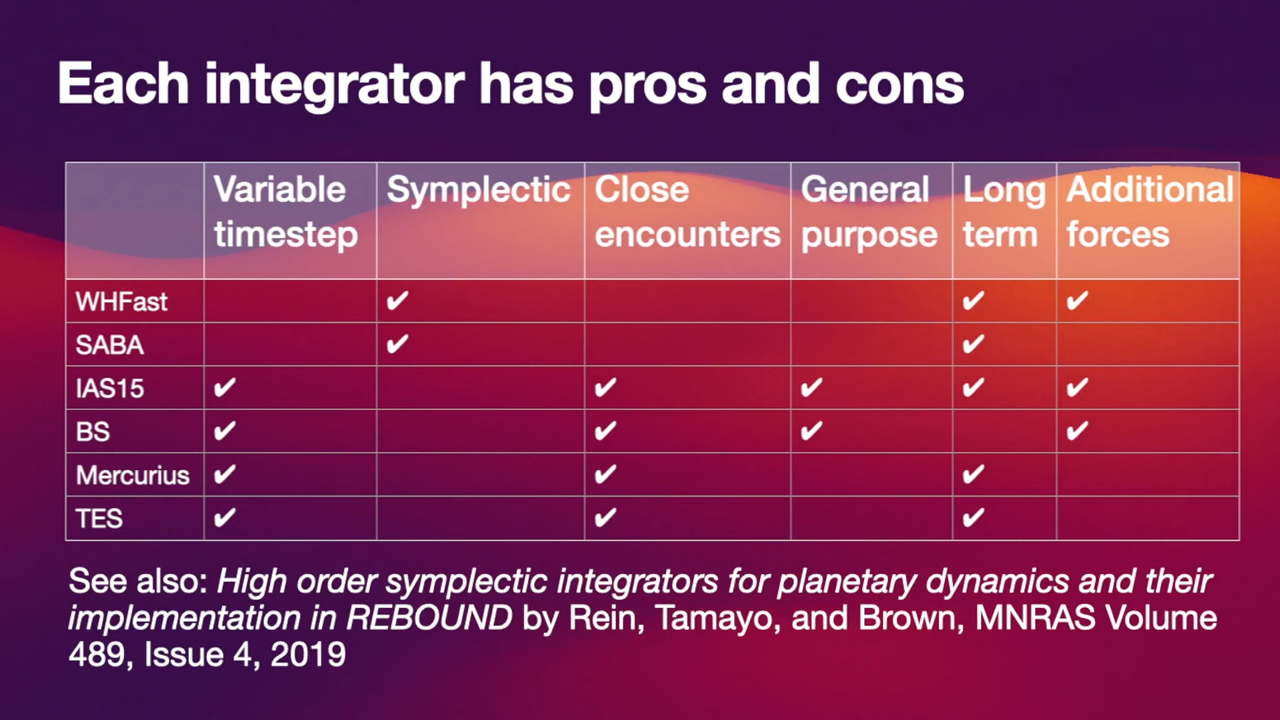 Each integrator has pros and cons
Variable timestep Symplectic Close encounters General purpose Long term Additional forces
WHFast ✔ ✔ ✔
SABA ✔ ✔
IAS15 ✔ ✔ ✔ ✔ ✔
BS ✔ ✔ ✔ ✔
Mercurius ✔ ✔ ✔
TES ✔ ✔ ✔
See also: High order symplectic integrators for planetary dynamics and their
implementation in REBOUND by Rein, Tamayo, and Brown, MNRAS Volume
489, Issue 4, 2019